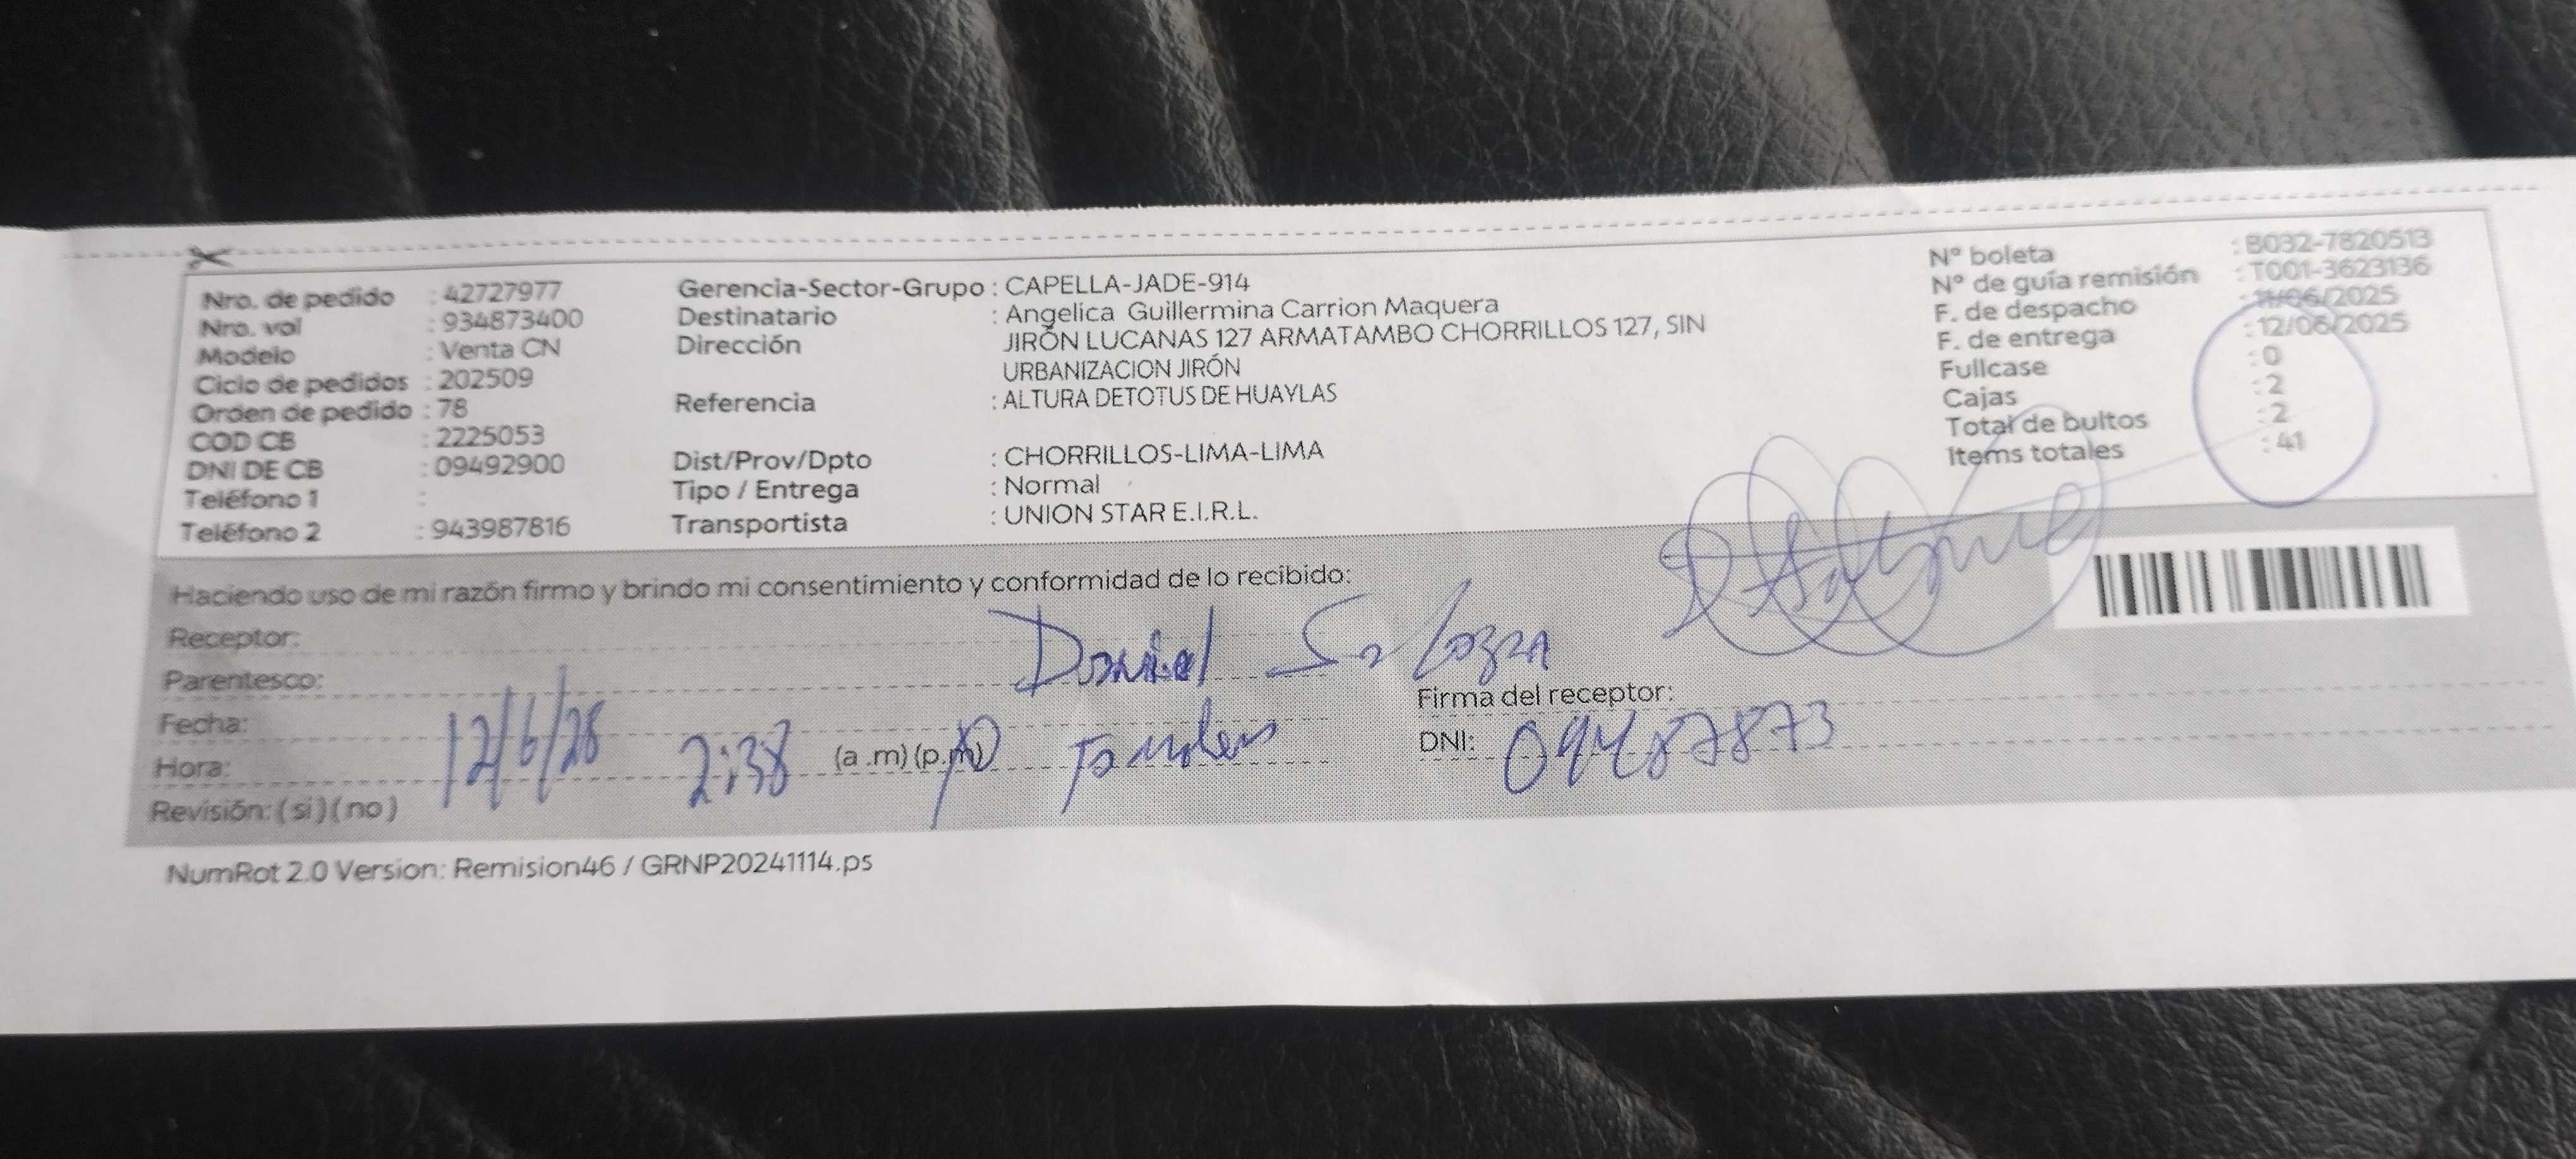 Nro. de pedido : 42727977
Nro. vol : 934873400
Modelo : Venta CN
Ciclo de pedidos : 202509
Orden de pedido : 78
COD CB : 2225053
DNI DE CB : 09492900
Teléfono 1 :
Teléfono 2 : 943987816
Gerencia-Sector-Grupo : CAPELLA-JADE-914
Destinatario : Angelica Guillermina Carrion Maquera
Dirección JIRÓN LUCANAS 127 ARMATAMBO CHORRILLOS 127, SIN
URBANIZACION JIRÓN
Referencia : ALTURA DETOTUS DE HUAYLAS
Dist/Prov/Dpto : CHORRILLOS-LIMA-LIMA
Tipo / Entrega : Normal
Transportista : UNION STAR E.I.R.L.
N° boleta : B032-7820513
N° de guía remisión : T001-3623136
F. de despacho : 11/06/2025
F. de entrega : 12/06/2025
Fullcase : 0
Cajas : 2
Total de bultos : 2
Items totales : 41
Haciendo uso de mi razón firmo y brindo mi consentimiento y conformidad de lo recibido:
Receptor: Daniel
Parentesco:
Firma del receptor:
Fecha: 12/6/25
Hora: 2:38 (a .m) (p.m)
DNI: 09487873
Revisión: ( si ) ( no )
NumRot 2.0 Version: Remision46 / GRNP20241114.ps